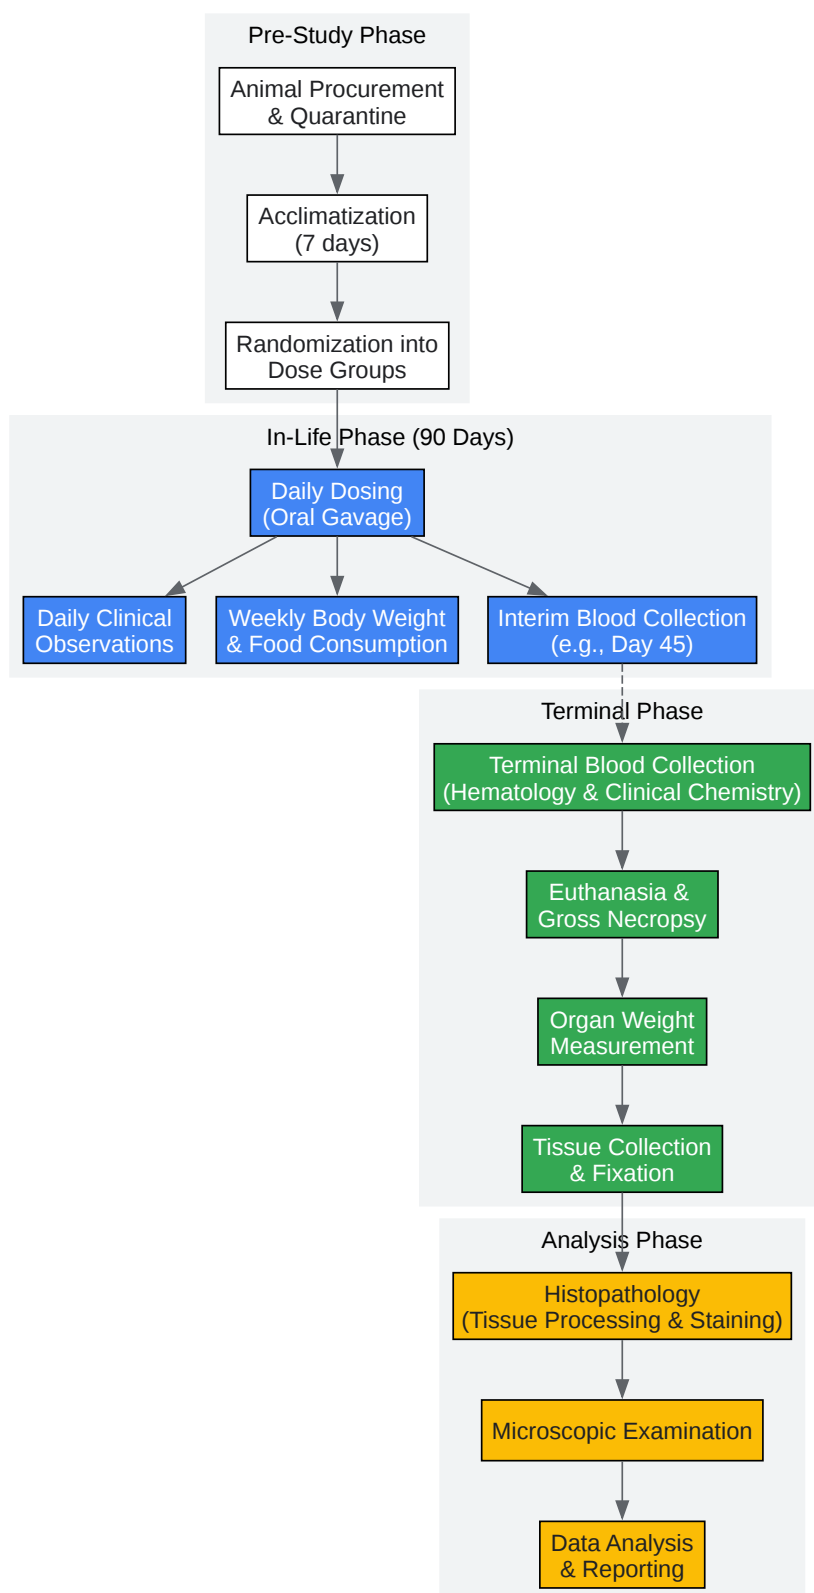 Pre-Study Phase
Animal Procurement
& Quarantine
Acclimatization
(7 days)
Randomization into
Dose Groups
In-Life Phase (90 Days)
Daily Dosing
(Oral Gavage)
Daily Clinical
Observations
Weekly Body Weight
& Food Consumption
Interim Blood Collection
(e.g., Day 45)
Terminal Phase
Terminal Blood Collection
(Hematology & Clinical Chemistry)
Euthanasia &
Gross Necropsy
Organ Weight
Measurement
Tissue Collection
& Fixation
Analysis Phase
Histopathology
(Tissue Processing & Staining)
Microscopic Examination
Data Analysis
& Reporting